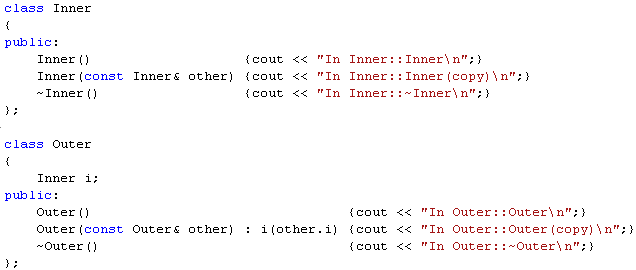 class Inner
{
public:
    Inner()                    {cout << "In Inner::Inner\n";}
    Inner(const Inner& other) {cout << "In Inner::Inner(copy)\n";}
    ~Inner()                   {cout << "In Inner::~Inner\n";}
};
class Outer
{
    Inner i;
public:
    Outer()                                 {cout << "In Outer::Outer\n";}
    Outer(const Outer& other) : i(other.i) {cout << "In Outer::Outer(copy)\n";}
    ~Outer()                                {cout << "In Outer::~Outer\n";}
};